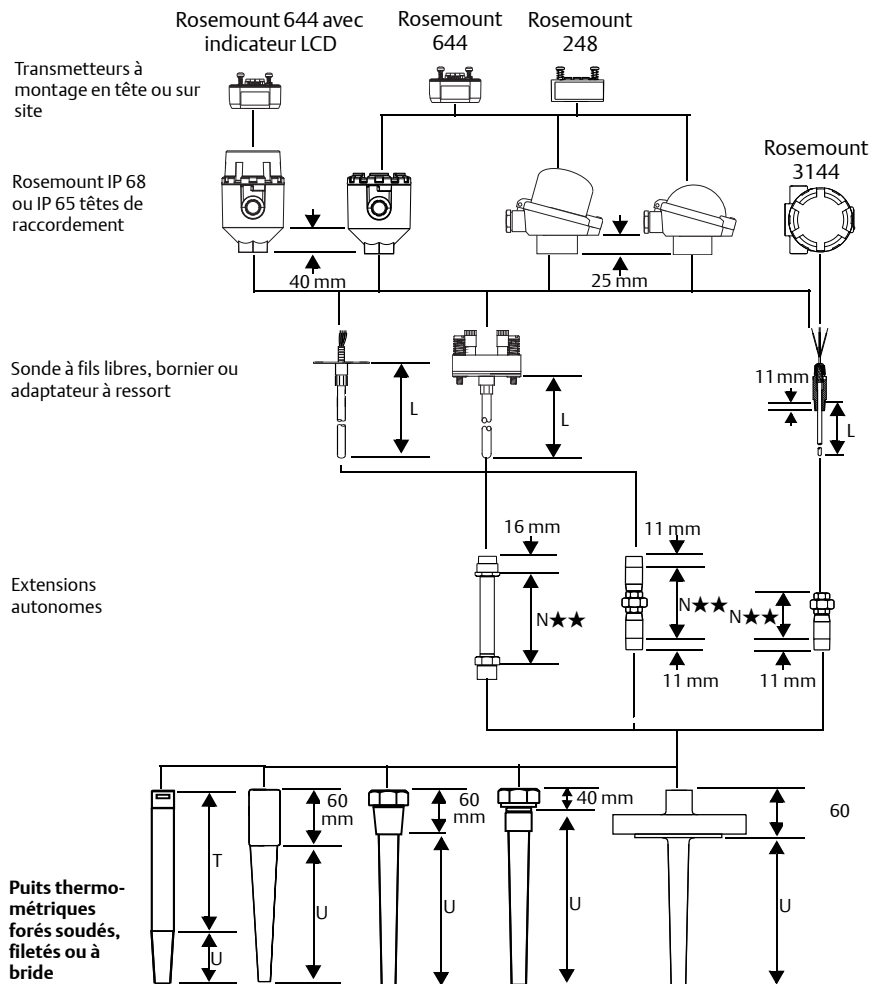 Rosemount 644 avec
indicateur LCD
Rosemount
644
Rosemount
248
Transmetteurs à
montage en tête ou sur
site
Rosemount
3144
Rosemount IP 68
ou IP 65 têtes de
raccordement
40 mm
25 mm
Sonde à fils libres, bornier ou
adaptateur à ressort
11 mm
L
L
L
16 mm
11 mm
Extensions
autonomes
N★★
N★★
N★★
11 mm
11 mm
60
mm
60
mm
40 mm
60
T
U
U
U
U
U
Puits thermo-
métriques
forés soudés,
filetés ou à
bride